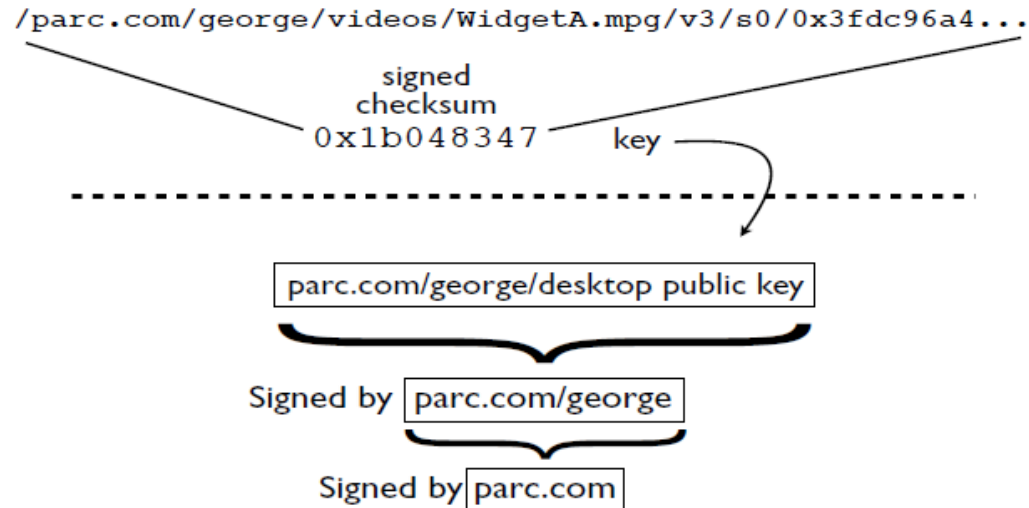 /parc.com/george/videos/WidgetA.mpg/v3/s0/0x3fdc96a4...
signed
checksum
0x1b048347
key
parc.com/george/desktop public key
Signed by parc.com/george
Signed by parc.com